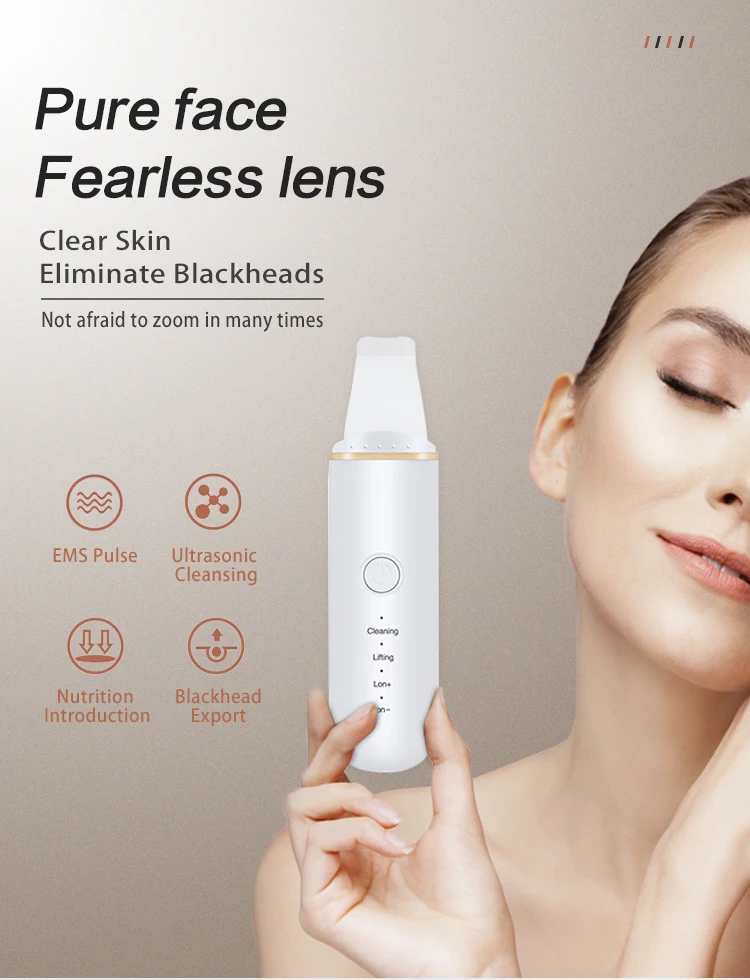 Pure face
Fearless lens
Clear Skin
Eliminate Blackheads
Not afraid to zoom in many times
EMS Pulse
Ultrasonic
Cleansing
Nutrition
Introduction
Blackhead
Export
Cleaning
Lifting
Lon+
on-